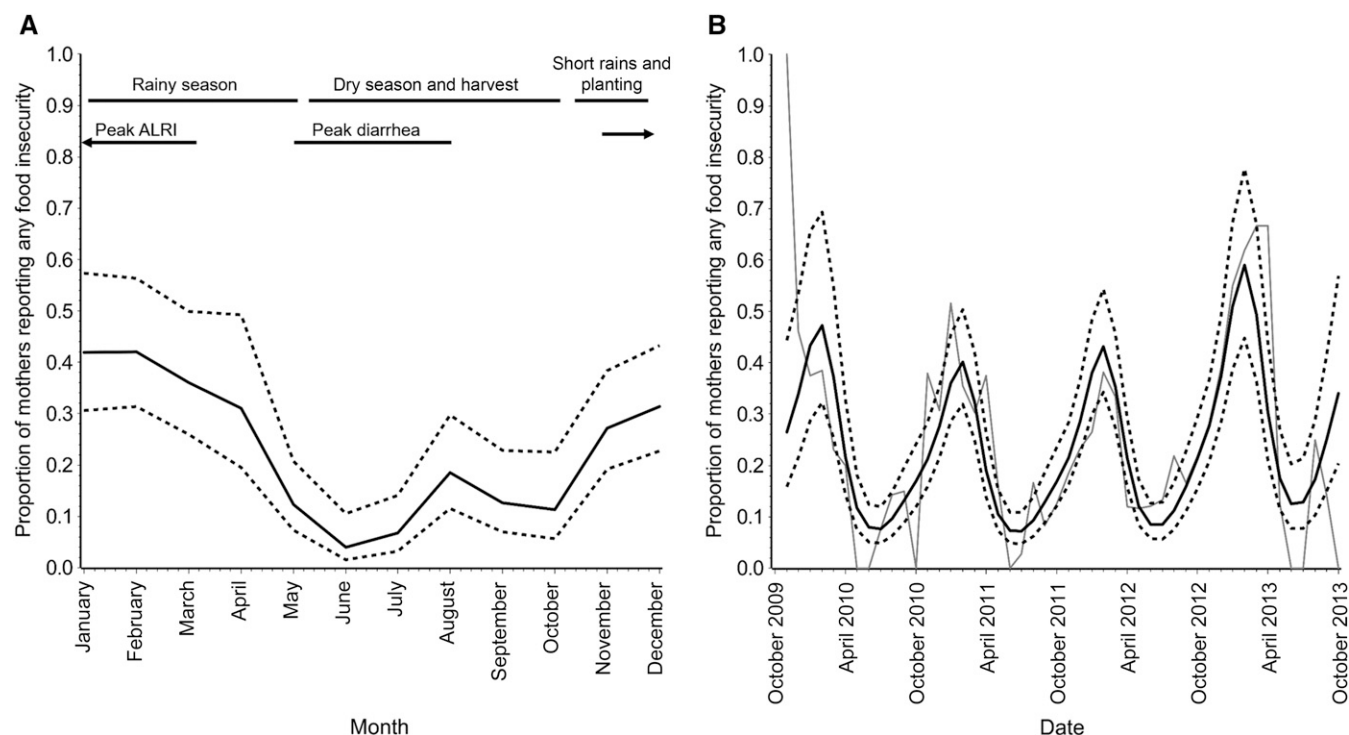 A
Proportion of mothers reporting any food insecurity
1.0
0.9
0.8
0.7
0.6
0.5
0.4
0.3
0.2
0.1
0.0
Rainy season
Dry season and harvest
Short rains and
planting
Peak ALRI
Peak diarrhea
January
February
March
April
May
June
July
August
September
October
November
December
Month
B
Proportion of mothers reporting any food insecurity
1.0
0.9
0.8
0.7
0.6
0.5
0.4
0.3
0.2
0.1
0.0
October 2009
April 2010
October 2010
April 2011
October 2011
April 2012
October 2012
April 2013
October 2013
Date